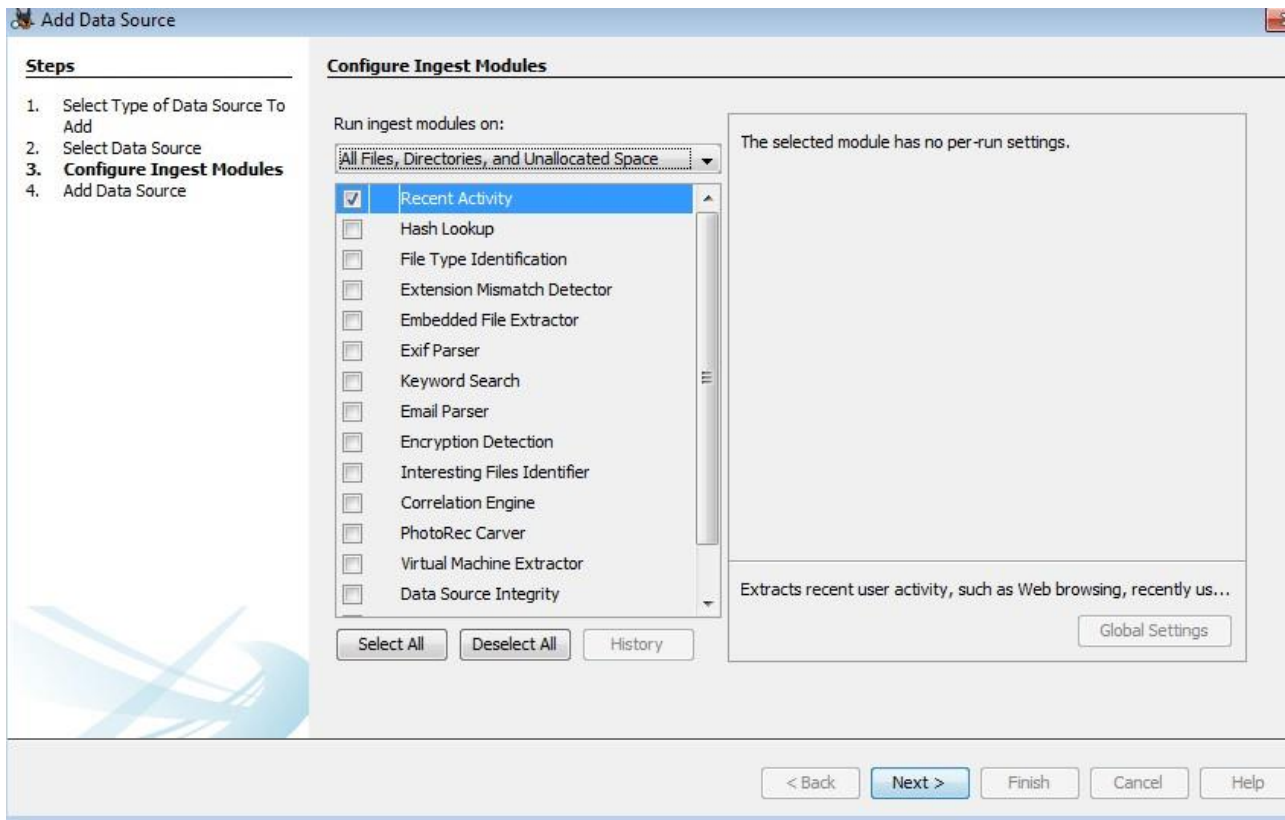 Add Data Source
Steps
1. Select Type of Data Source To
Add
2. Select Data Source
3. Configure Ingest Modules
4. Add Data Source
Configure Ingest Modules
Run ingest modules on:
All Files, Directories, and Unallocated Space
Recent Activity
Hash Lookup
File Type Identification
Extension Mismatch Detector
Embedded File Extractor
Exif Parser
Keyword Search
Email Parser
Encryption Detection
Interesting Files Identifier
Correlation Engine
PhotoRec Carver
Virtual Machine Extractor
Data Source Integrity
Select All
Deselect All
History
The selected module has no per-run settings.
Extracts recent user activity, such as Web browsing, recently us...
Global Settings
< Back
Next >
Finish
Cancel
Help